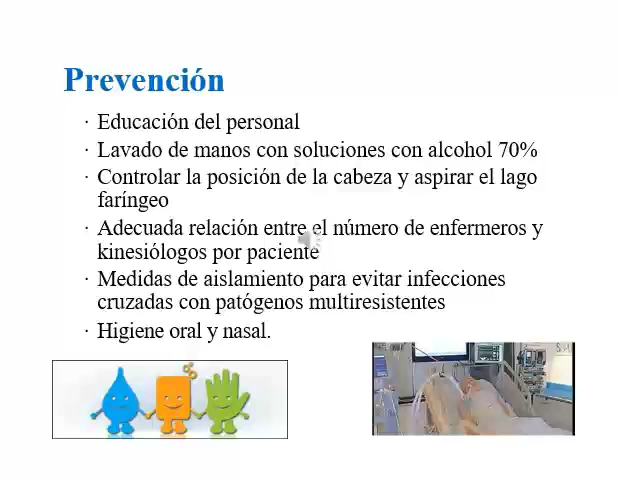 Prevención
· Educación del personal
· Lavado de manos con soluciones con alcohol 70%
· Controlar la posición de la cabeza y aspirar el lago
faríngeo
· Adecuada relación entre el número de enfermeros y
kinesiólogos por paciente
· Medidas de aislamiento para evitar infecciones
cruzadas con patógenos multiresistentes
· Higiene oral y nasal.